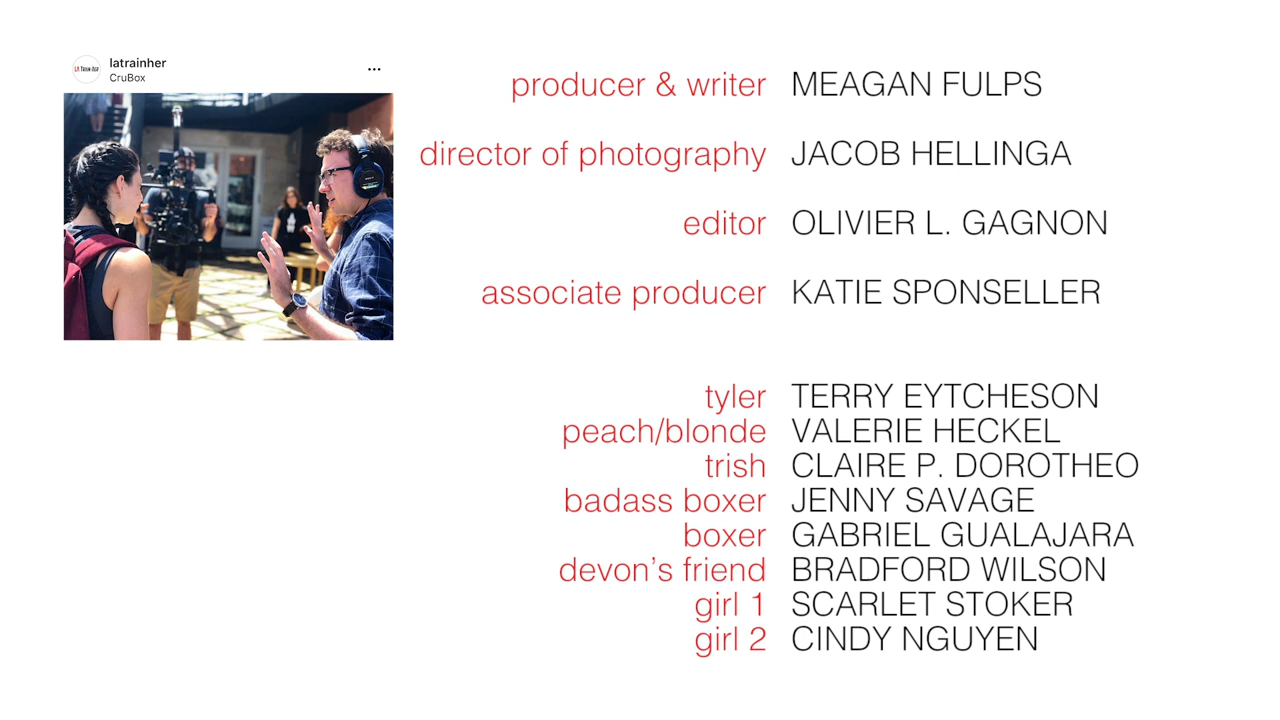 latrainher
CruBox
producer & writer MEAGAN FULPS
director of photography JACOB HELLINGA
editor OLIVIER L. GAGNON
associate producer KATIE SPONSELLER
tyler TERRY EYTCHESON
peach/blonde VALERIE HECKEL
trish CLAIRE P. DOROTHEO
badass boxer JENNY SAVAGE
boxer GABRIEL GUALAJARA
devon's friend BRADFORD WILSON
girl 1 SCARLET STOKER
girl 2 CINDY NGUYEN